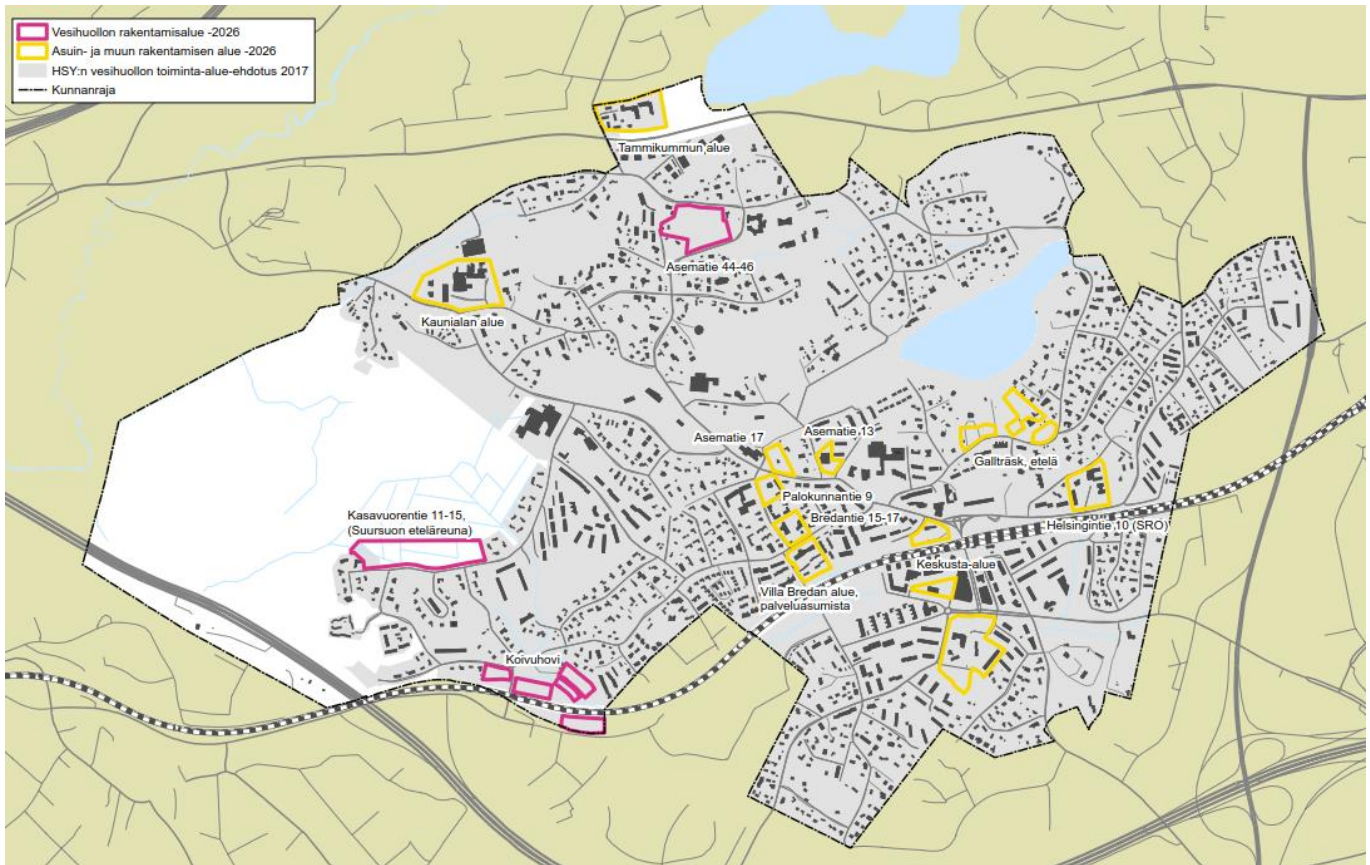 Vesihuollon rakentamisalue -2026
Asuin- ja muun rakentamisen alue -2026
HSY:n vesihuollon toiminta-alue-ehdotus 2017
Kunnanraja
Tammikummun alue
Asematie 44-46
Kaunialan alue
Asematie 17
Asematie 13
Gallträsk, etelä
Palokunnantie 9
Bredantie 15-17
Helsingintie 10 (SRO)
Kasavuorentie 11-15,
(Suursuon eteläreuna)
Keskusta-alue
Villa Bredan alue,
palveluasumista
Koivuhovi